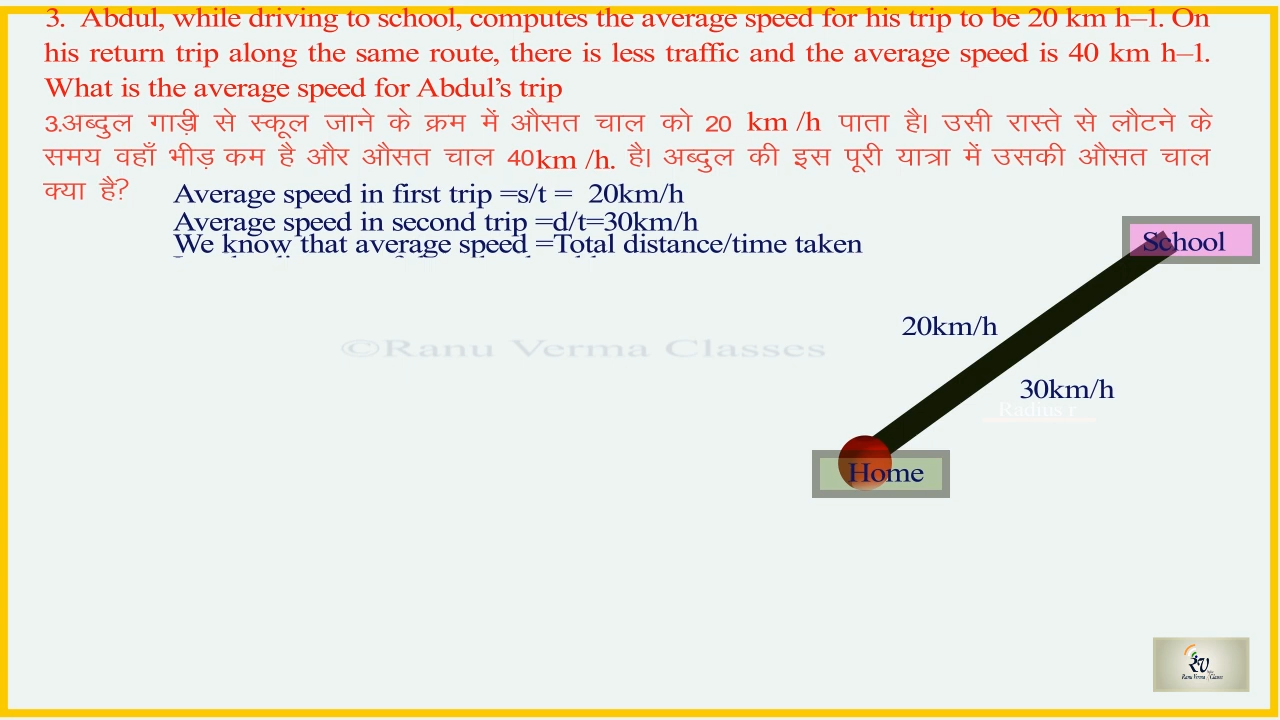 3. Abdul, while driving to school, computes the average speed for his trip to be 20 km h–1. On
his return trip along the same route, there is less traffic and the average speed is 40 km h–1.
What is the average speed for Abdul’s trip
3.अब्दुल गाड़ी से स्कूल जाने के क्रम में औसत चाल को 20 km /h पाता है। उसी रास्ते से लौटने के
समय वहाँ भीड़ कम है और औसत चाल 40km /h. है। अब्दुल की इस पूरी यात्रा में उसकी औसत चाल
क्या है?
Average speed in first trip =s/t = 20km/h
Average speed in second trip =d/t=30km/h
We know that average speed =Total distance/time taken
School
20km/h
30km/h
Radius r
Home
©Ranu Verma Classes
Ranu Verma Classes